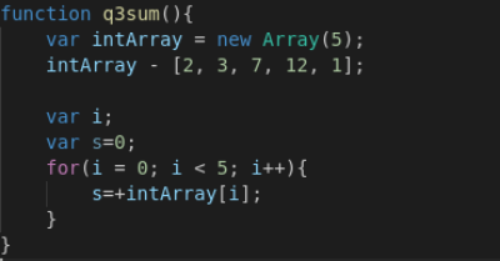 function q3sum(){
var intArray = new Array(5);
intArray - [2, 3, 7, 12, 1];
var i;
var s=0;
for(i = 0; i < 5; i++){
s=+intArray[i];
}
}